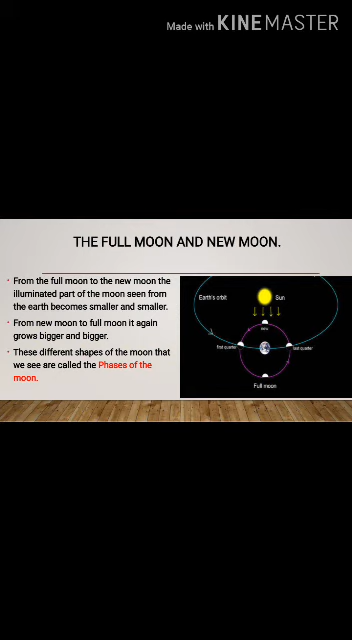 Made with KINEMASTER
THE FULL MOON AND NEW MOON.
• From the full moon to the new moon the
illuminated part of the moon seen from
the earth becomes smaller and smaller.
• From new moon to full moon it again
grows bigger and bigger.
• These different shapes of the moon that
we see are called the Phases of the
moon.
Earth's orbit
Sun
new
first quarter
last quarter
Full moon